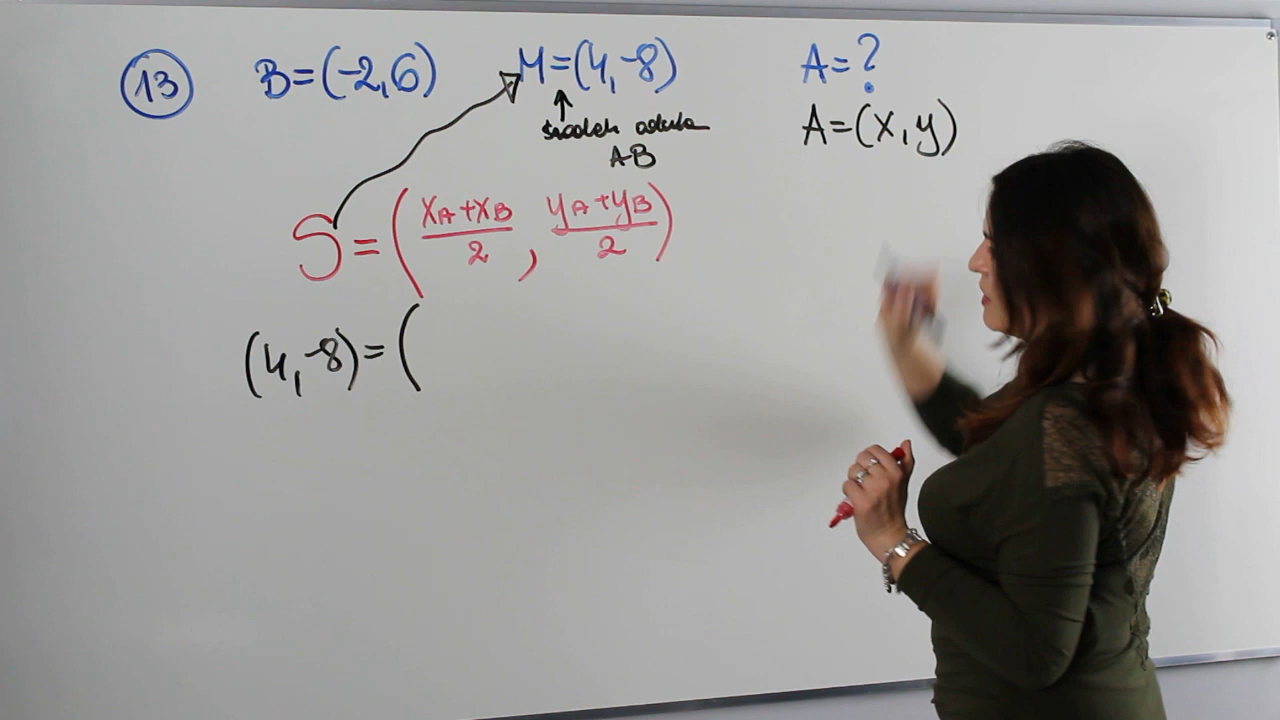 13 B=(-2,6) M=(4,-8) A=?
środek odcinka A=(x,y)
AB
S=(xA+xB/2, yA+yB/2)
(4,-8)=(